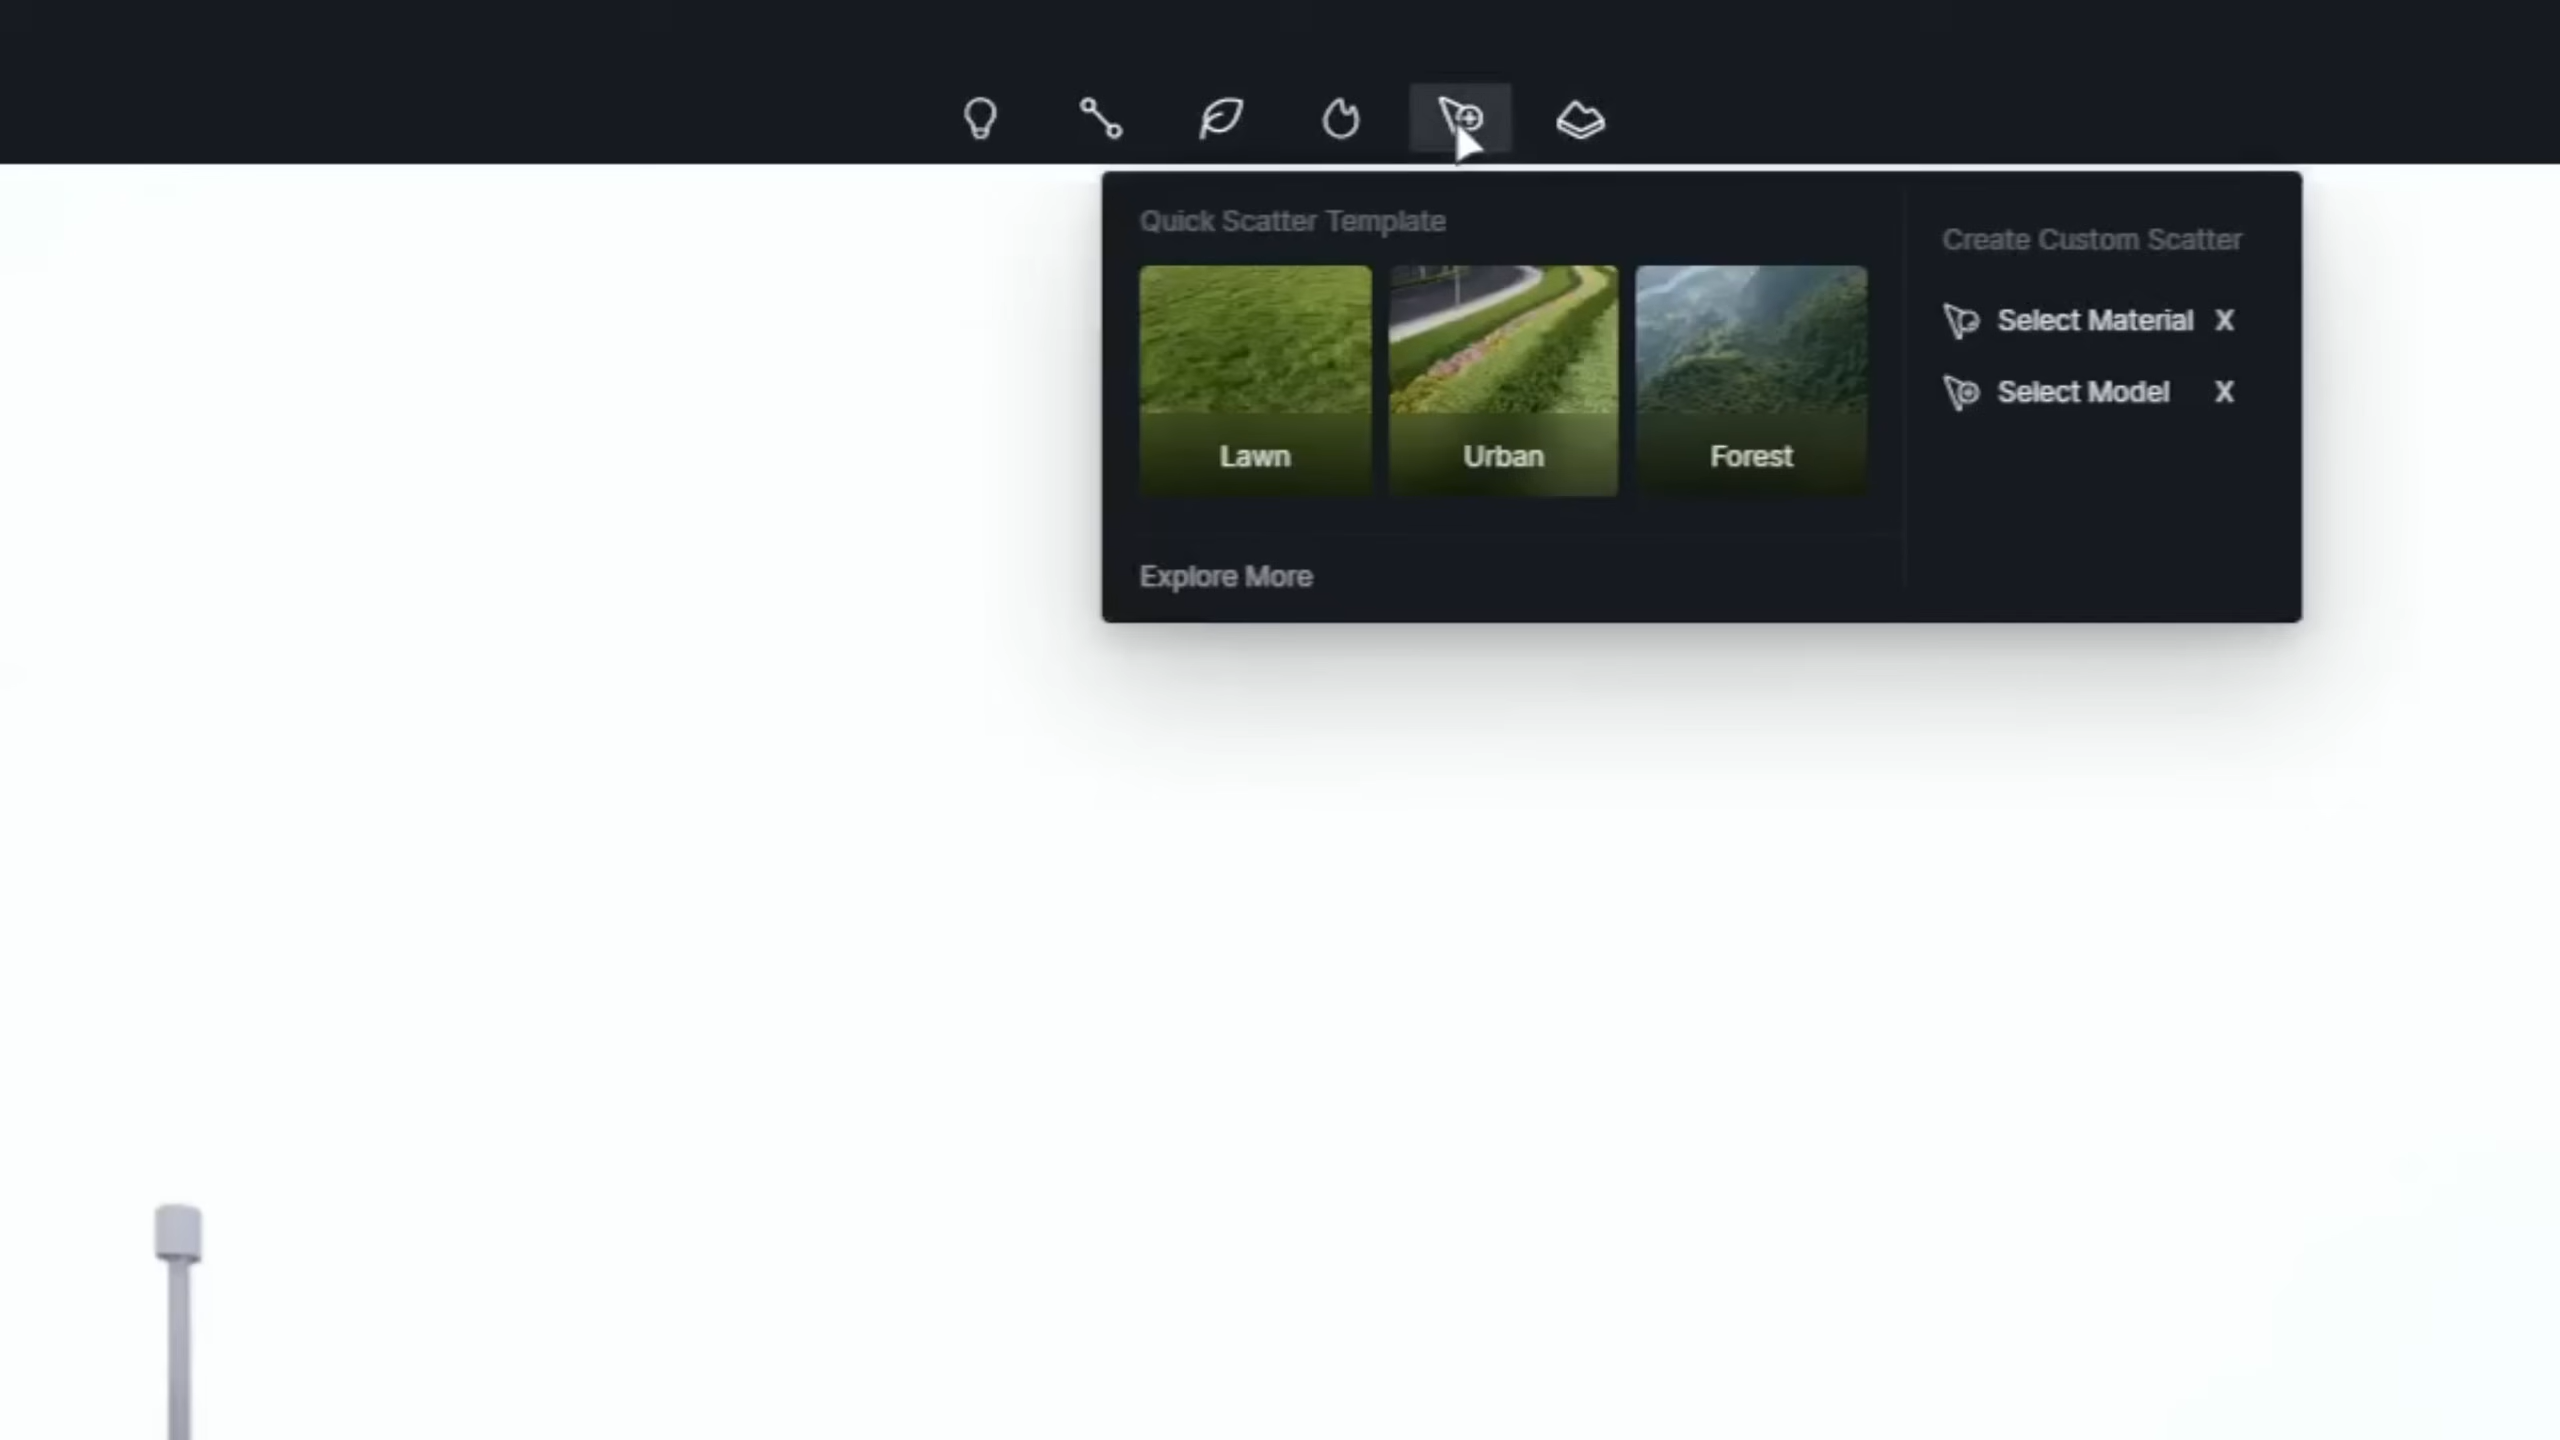 Quick Scatter Template
Lawn
Urban
Forest
Explore More
Create Custom Scatter
Select Material X
Select Model X